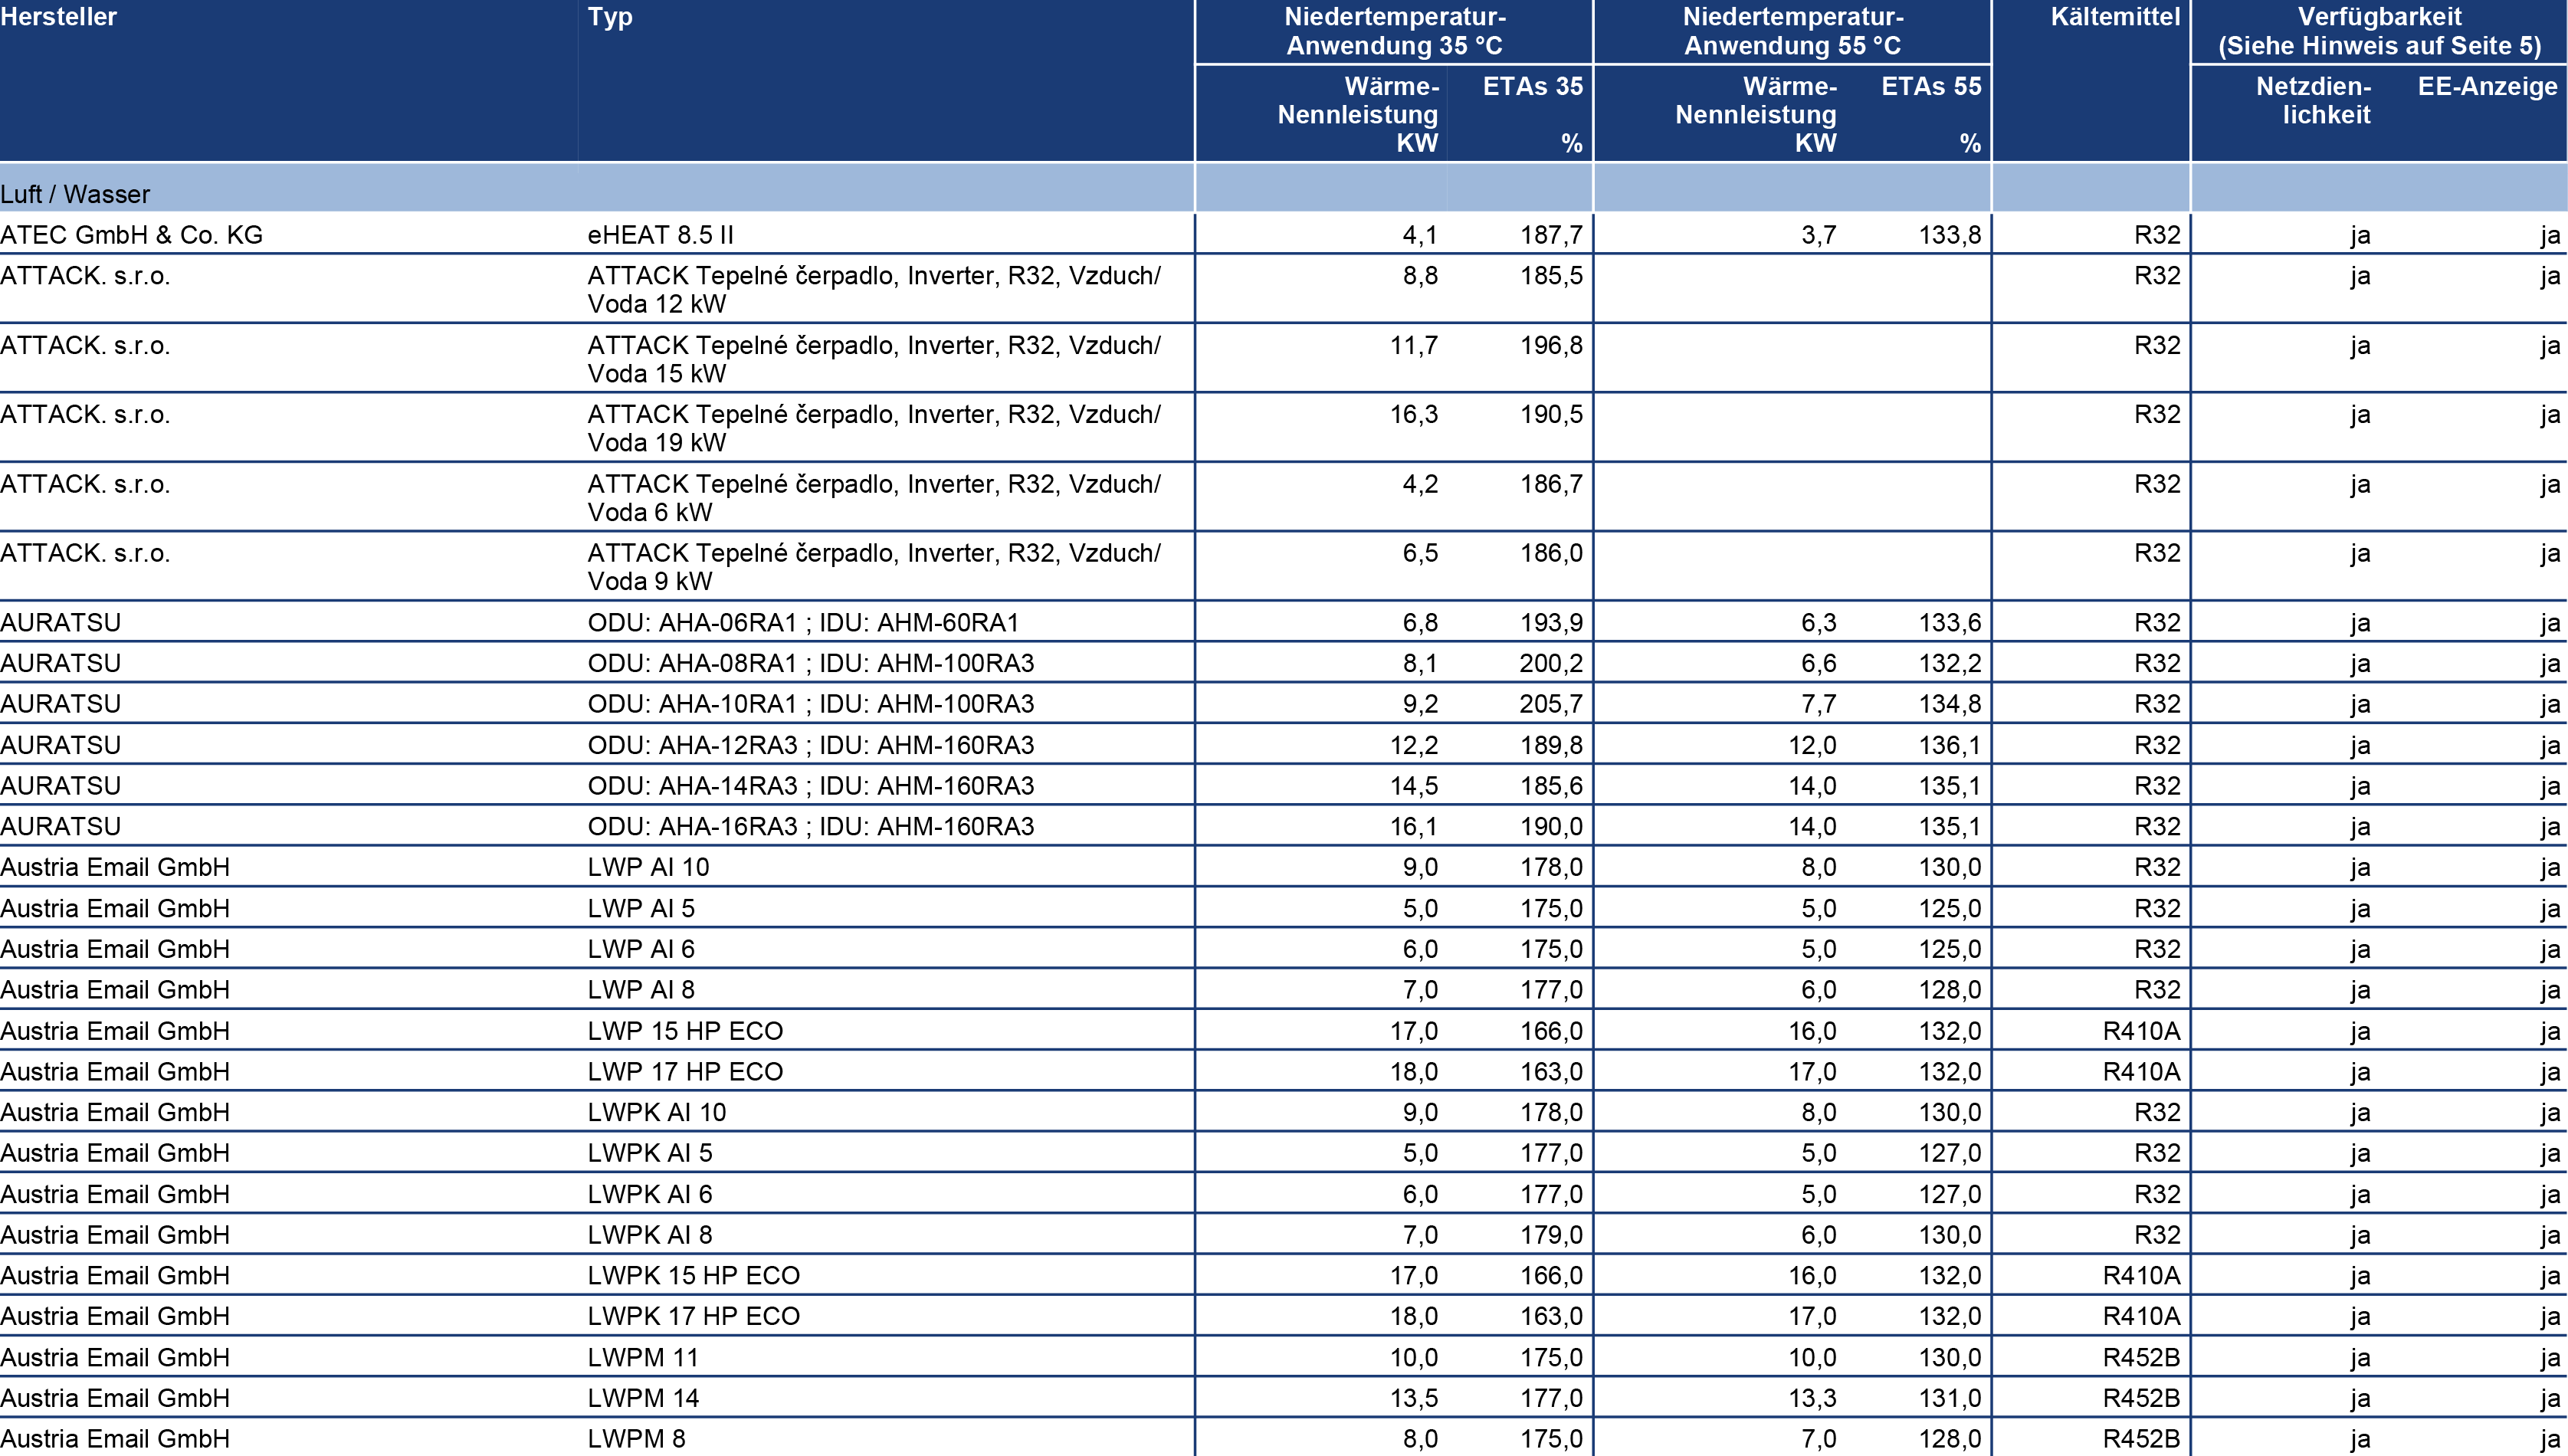 Hersteller Typ Niedertemperatur- Niedertemperatur- Kältemittel Verfügbarkeit
Anwendung 35 °C Anwendung 55 °C (Siehe Hinweis auf Seite 5)
Wärme- ETAs 35 Wärme- ETAs 55 Netzdien- EE-Anzeige
Nennleistung Nennleistung lichkeit
KW % KW %
Luft / Wasser
ATEC GmbH & Co. KG eHEAT 8.5 II 4,1 187,7 3,7 133,8 R32 ja ja
ATTACK. s.r.o. ATTACK Tepelné čerpadlo, Inverter, R32, Vzduch/ 8,8 185,5 R32 ja ja
Voda 12 kW
ATTACK. s.r.o. ATTACK Tepelné čerpadlo, Inverter, R32, Vzduch/ 11,7 196,8 R32 ja ja
Voda 15 kW
ATTACK. s.r.o. ATTACK Tepelné čerpadlo, Inverter, R32, Vzduch/ 16,3 190,5 R32 ja ja
Voda 19 kW
ATTACK. s.r.o. ATTACK Tepelné čerpadlo, Inverter, R32, Vzduch/ 4,2 186,7 R32 ja ja
Voda 6 kW
ATTACK. s.r.o. ATTACK Tepelné čerpadlo, Inverter, R32, Vzduch/ 6,5 186,0 R32 ja ja
Voda 9 kW
AURATSU ODU: AHA-06RA1 ; IDU: AHM-60RA1 6,8 193,9 6,3 133,6 R32 ja ja
AURATSU ODU: AHA-08RA1 ; IDU: AHM-100RA3 8,1 200,2 6,6 132,2 R32 ja ja
AURATSU ODU: AHA-10RA1 ; IDU: AHM-100RA3 9,2 205,7 7,7 134,8 R32 ja ja
AURATSU ODU: AHA-12RA3 ; IDU: AHM-160RA3 12,2 189,8 12,0 136,1 R32 ja ja
AURATSU ODU: AHA-14RA3 ; IDU: AHM-160RA3 14,5 185,6 14,0 135,1 R32 ja ja
AURATSU ODU: AHA-16RA3 ; IDU: AHM-160RA3 16,1 190,0 14,0 135,1 R32 ja ja
Austria Email GmbH LWP AI 10 9,0 178,0 8,0 130,0 R32 ja ja
Austria Email GmbH LWP AI 5 5,0 175,0 5,0 125,0 R32 ja ja
Austria Email GmbH LWP AI 6 6,0 175,0 5,0 125,0 R32 ja ja
Austria Email GmbH LWP AI 8 7,0 177,0 6,0 128,0 R32 ja ja
Austria Email GmbH LWP 15 HP ECO 17,0 166,0 16,0 132,0 R410A ja ja
Austria Email GmbH LWP 17 HP ECO 18,0 163,0 17,0 132,0 R410A ja ja
Austria Email GmbH LWPK AI 10 9,0 178,0 8,0 130,0 R32 ja ja
Austria Email GmbH LWPK AI 5 5,0 177,0 5,0 127,0 R32 ja ja
Austria Email GmbH LWPK AI 6 6,0 177,0 5,0 127,0 R32 ja ja
Austria Email GmbH LWPK AI 8 7,0 179,0 6,0 130,0 R32 ja ja
Austria Email GmbH LWPK 15 HP ECO 17,0 166,0 16,0 132,0 R410A ja ja
Austria Email GmbH LWPK 17 HP ECO 18,0 163,0 17,0 132,0 R410A ja ja
Austria Email GmbH LWPM 11 10,0 175,0 10,0 130,0 R452B ja ja
Austria Email GmbH LWPM 14 13,5 177,0 13,3 131,0 R452B ja ja
Austria Email GmbH LWPM 8 8,0 175,0 7,0 128,0 R452B ja ja